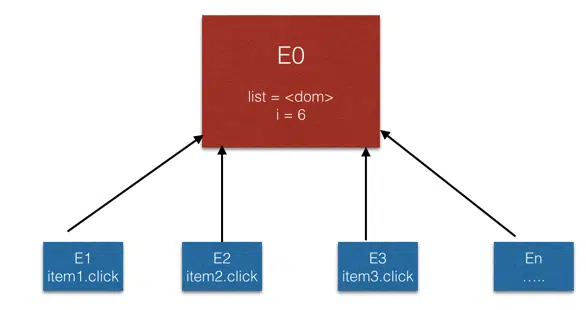 E0
list = <dom>
i = 6
E1
item1.click
E2
item2.click
E3
item3.click
En
.....